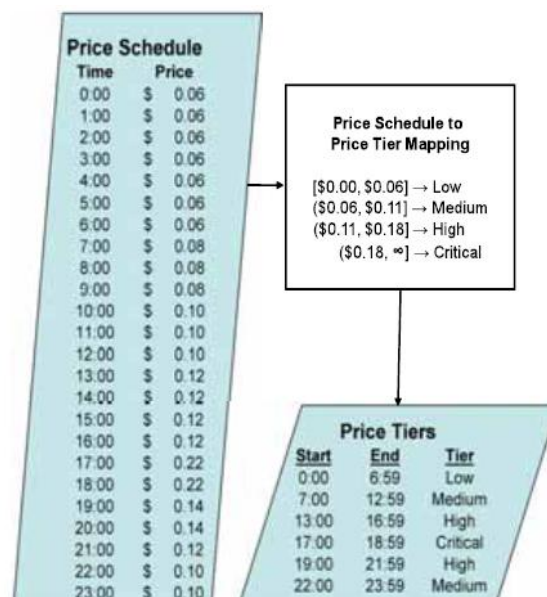 Price Schedule
Time Price
0:00 $ 0.06
1:00 $ 0.06
2:00 $ 0.06
3:00 $ 0.06
4:00 $ 0.06
5:00 $ 0.06
6:00 $ 0.06
7:00 $ 0.08
8:00 $ 0.08
9:00 $ 0.08
10:00 $ 0.10
11:00 $ 0.10
12:00 $ 0.10
13:00 $ 0.12
14:00 $ 0.12
15:00 $ 0.12
16:00 $ 0.12
17:00 $ 0.22
18:00 $ 0.22
19:00 $ 0.14
20:00 $ 0.14
21:00 $ 0.12
22:00 $ 0.10
23:00 $ 0.10
Price Schedule to
Price Tier Mapping
[$0.00, $0.06] → Low
($0.06, $0.11] → Medium
($0.11, $0.18] → High
($0.18, ∞] → Critical
Price Tiers
Start End Tier
0:00 6:59 Low
7:00 12:59 Medium
13:00 16:59 High
17:00 18:59 Critical
19:00 21:59 High
22:00 23:59 Medium